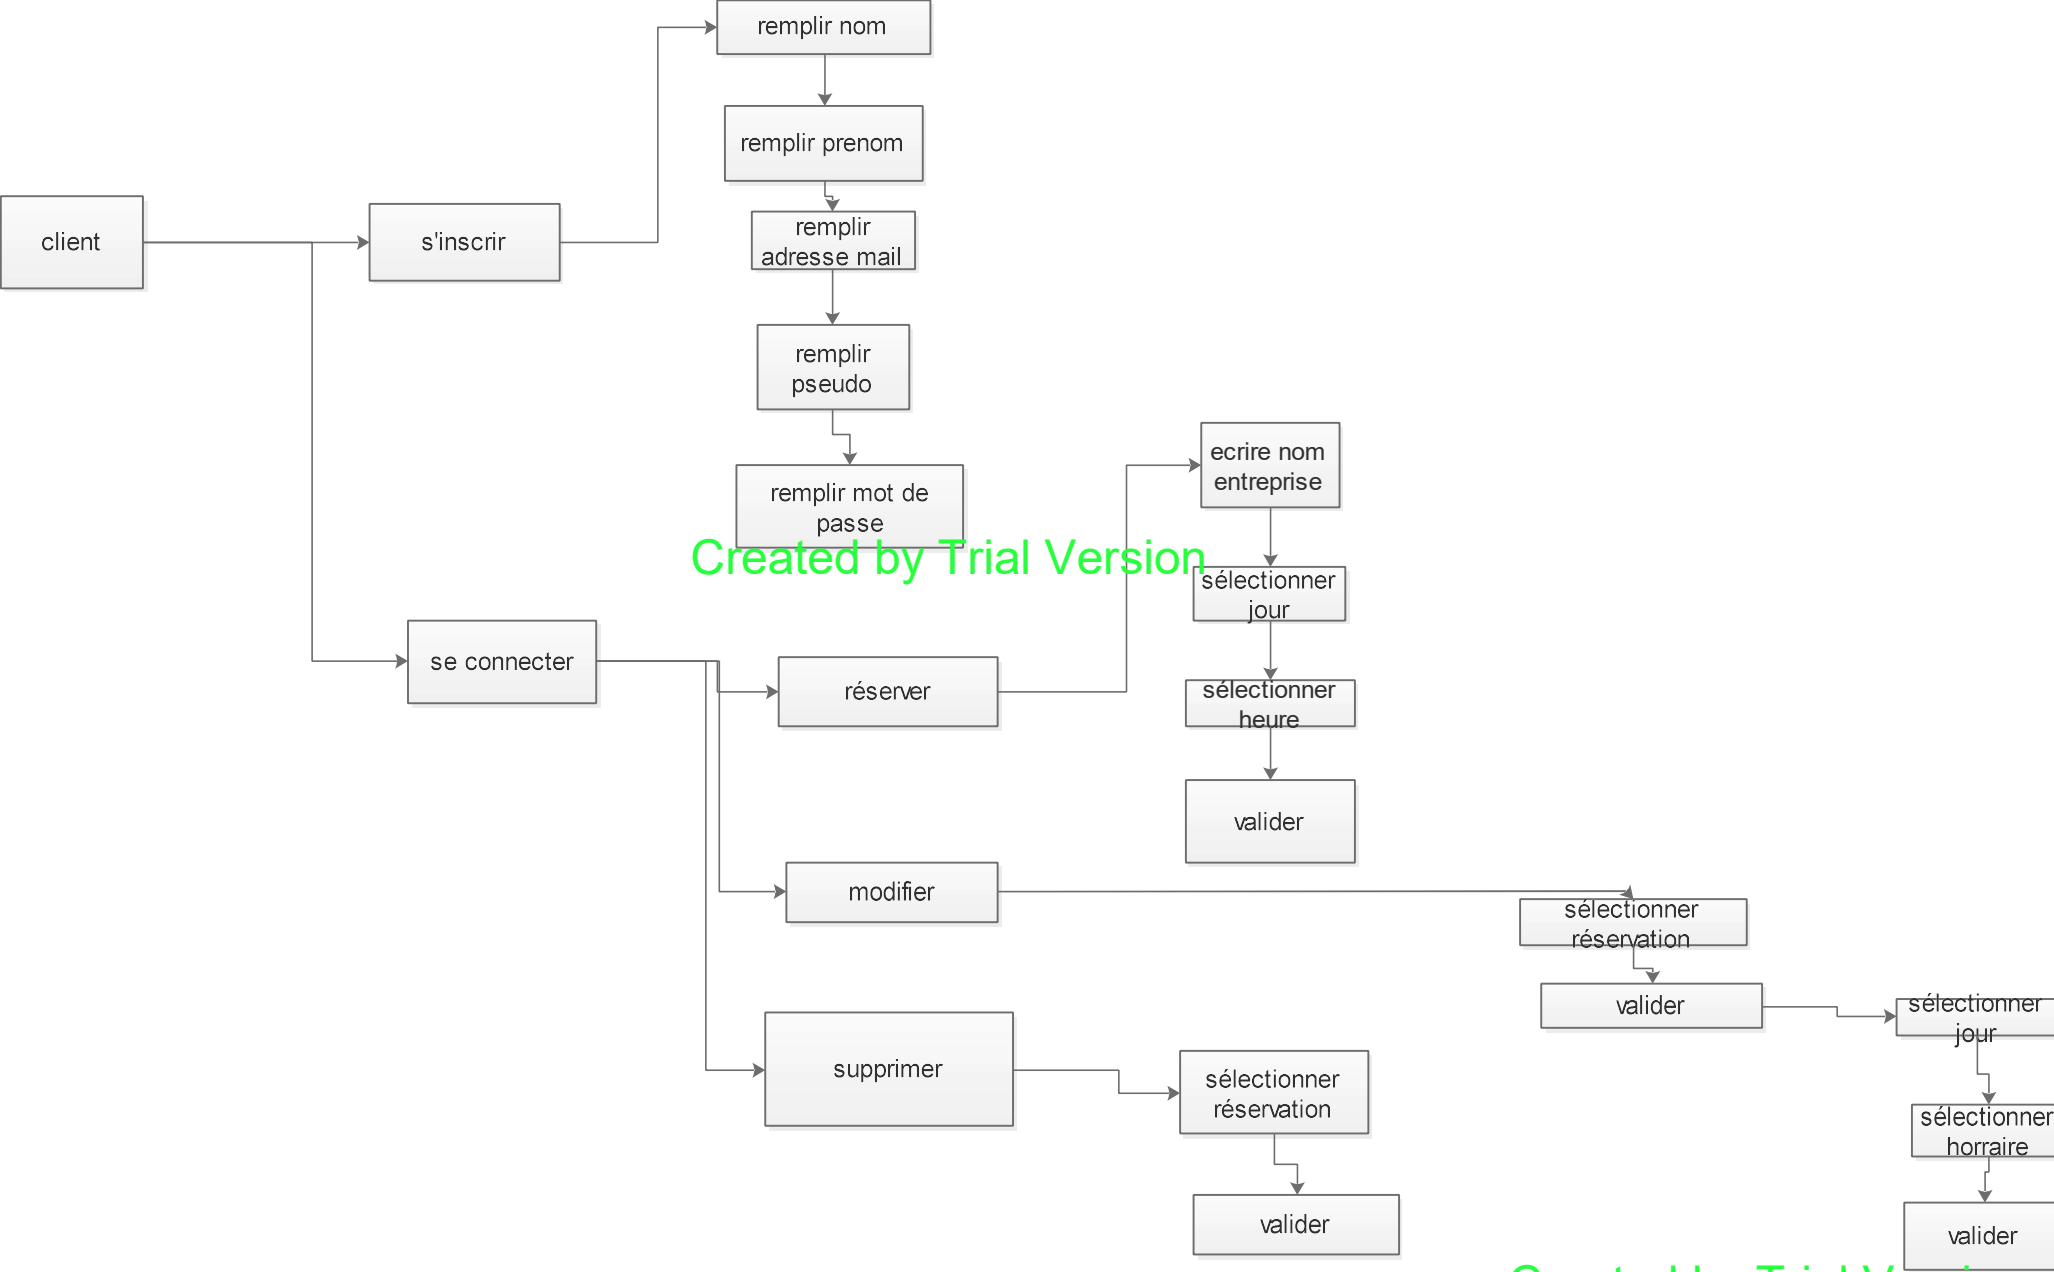 remplir nom
remplir prenom
client
s'inscrir
remplir
adresse mail
remplir
pseudo
remplir mot de
passe
Created by Trial Version
ecrire nom
entreprise
sélectionner
jour
se connecter
réserver
sélectionner
heure
valider
modifier
sélectionner
réservation
valider
sélectionner
jour
supprimer
sélectionner
réservation
sélectionner
horraire
valider
valider